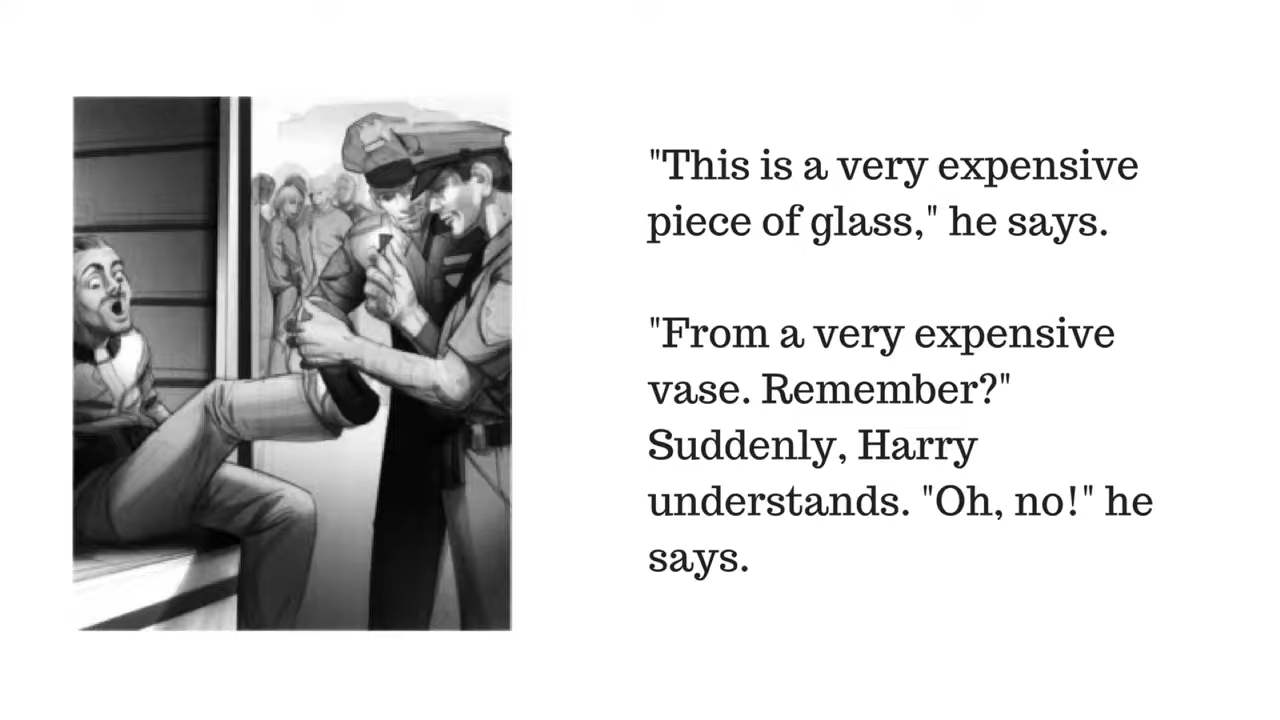 "This is a very expensive
piece of glass," he says.
"From a very expensive
vase. Remember?"
Suddenly, Harry
understands. "Oh, no!" he
says.